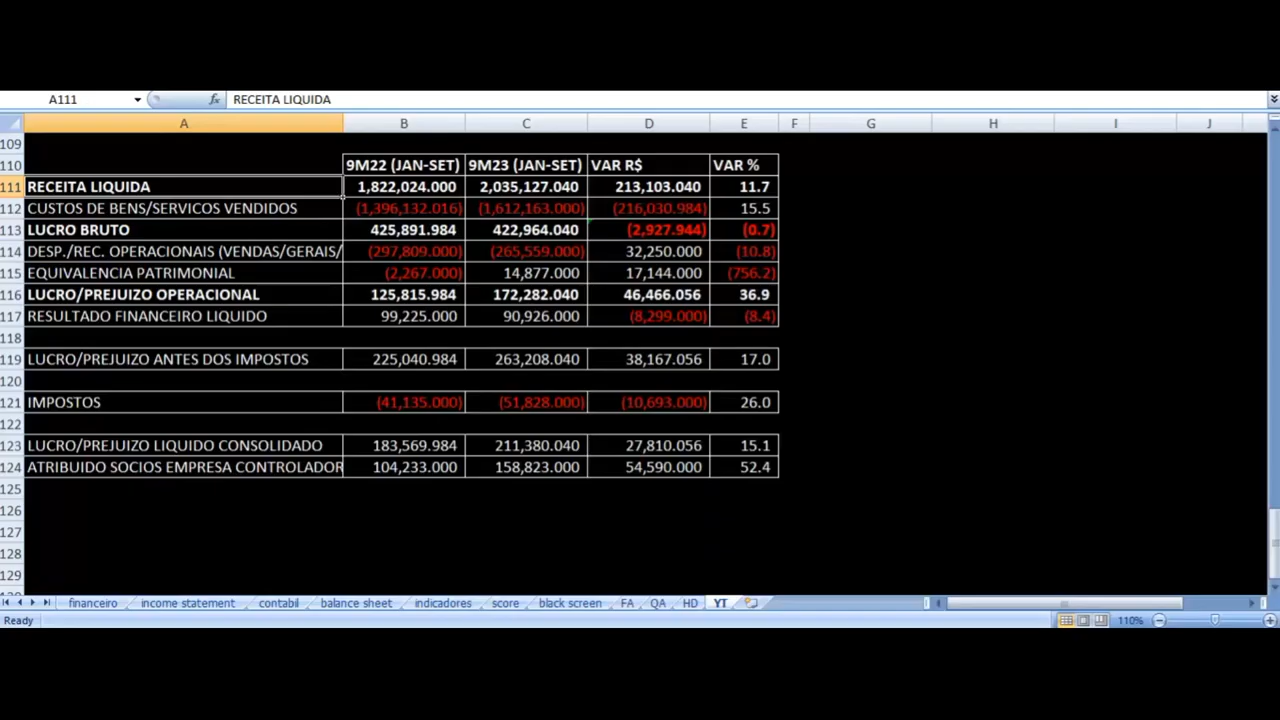 A111 fx RECEITA LIQUIDA
A B C D E F G H I J
109
110 9M22 (JAN-SET) 9M23 (JAN-SET) VAR R$ VAR %
111 RECEITA LIQUIDA 1,822,024.000 2,035,127.040 213,103.040 11.7
112 CUSTOS DE BENS/SERVICOS VENDIDOS (1,396,132.016) (1,612,163.000) (216,030.984) 15.5
113 LUCRO BRUTO 425,891.984 422,964.040 (2,927.944) (0.7)
114 DESP./REC. OPERACIONAIS (VENDAS/GERAIS/ (297,809.000) (265,559.000) 32,250.000 (10.8)
115 EQUIVALENCIA PATRIMONIAL (2,267.000) 14,877.000 17,144.000 (756.2)
116 LUCRO/PREJUIZO OPERACIONAL 125,815.984 172,282.040 46,466.056 36.9
117 RESULTADO FINANCEIRO LIQUIDO 99,225.000 90,926.000 (8,299.000) (8.4)
118
119 LUCRO/PREJUIZO ANTES DOS IMPOSTOS 225,040.984 263,208.040 38,167.056 17.0
120
121 IMPOSTOS (41,135.000) (51,828.000) (10,693.000) 26.0
122
123 LUCRO/PREJUIZO LIQUIDO CONSOLIDADO 183,569.984 211,380.040 27,810.056 15.1
124 ATRIBUIDO SOCIOS EMPRESA CONTROLADOR 104,233.000 158,823.000 54,590.000 52.4
125
126
127
128
129
financeiro income statement contabil balance sheet indicadores score black screen FA QA HD YT
Ready 110%